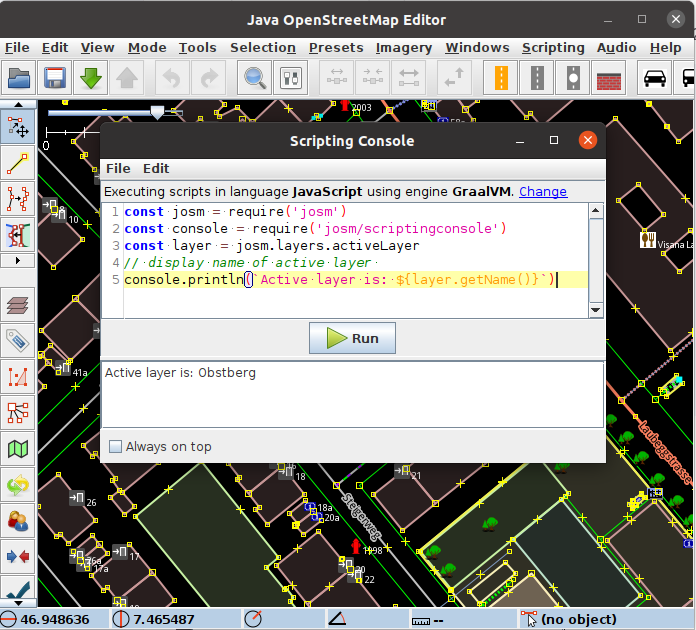 Java OpenStreetMap Editor
File Edit View Mode Tools Selection Presets Imagery Windows Scripting Audio Help
2003
0
Scripting Console
File Edit
Executing scripts in language JavaScript using engine GraalVM. Change
1 const josm = require('josm')
2 const console = require('josm/scriptingconsole')
3 const layer = josm.layers.activeLayer
4 // display name of active layer
5 console.println(`Active layer is: ${layer.getName()}`)
Run
Active layer is: Obstberg
Always on top
10
Visana La
41a
Laubeggstrasse
18
21
26
Steigerweg
18a
20a
1498
17
17a
20
22
46.948636 7.465487 -- (no object)